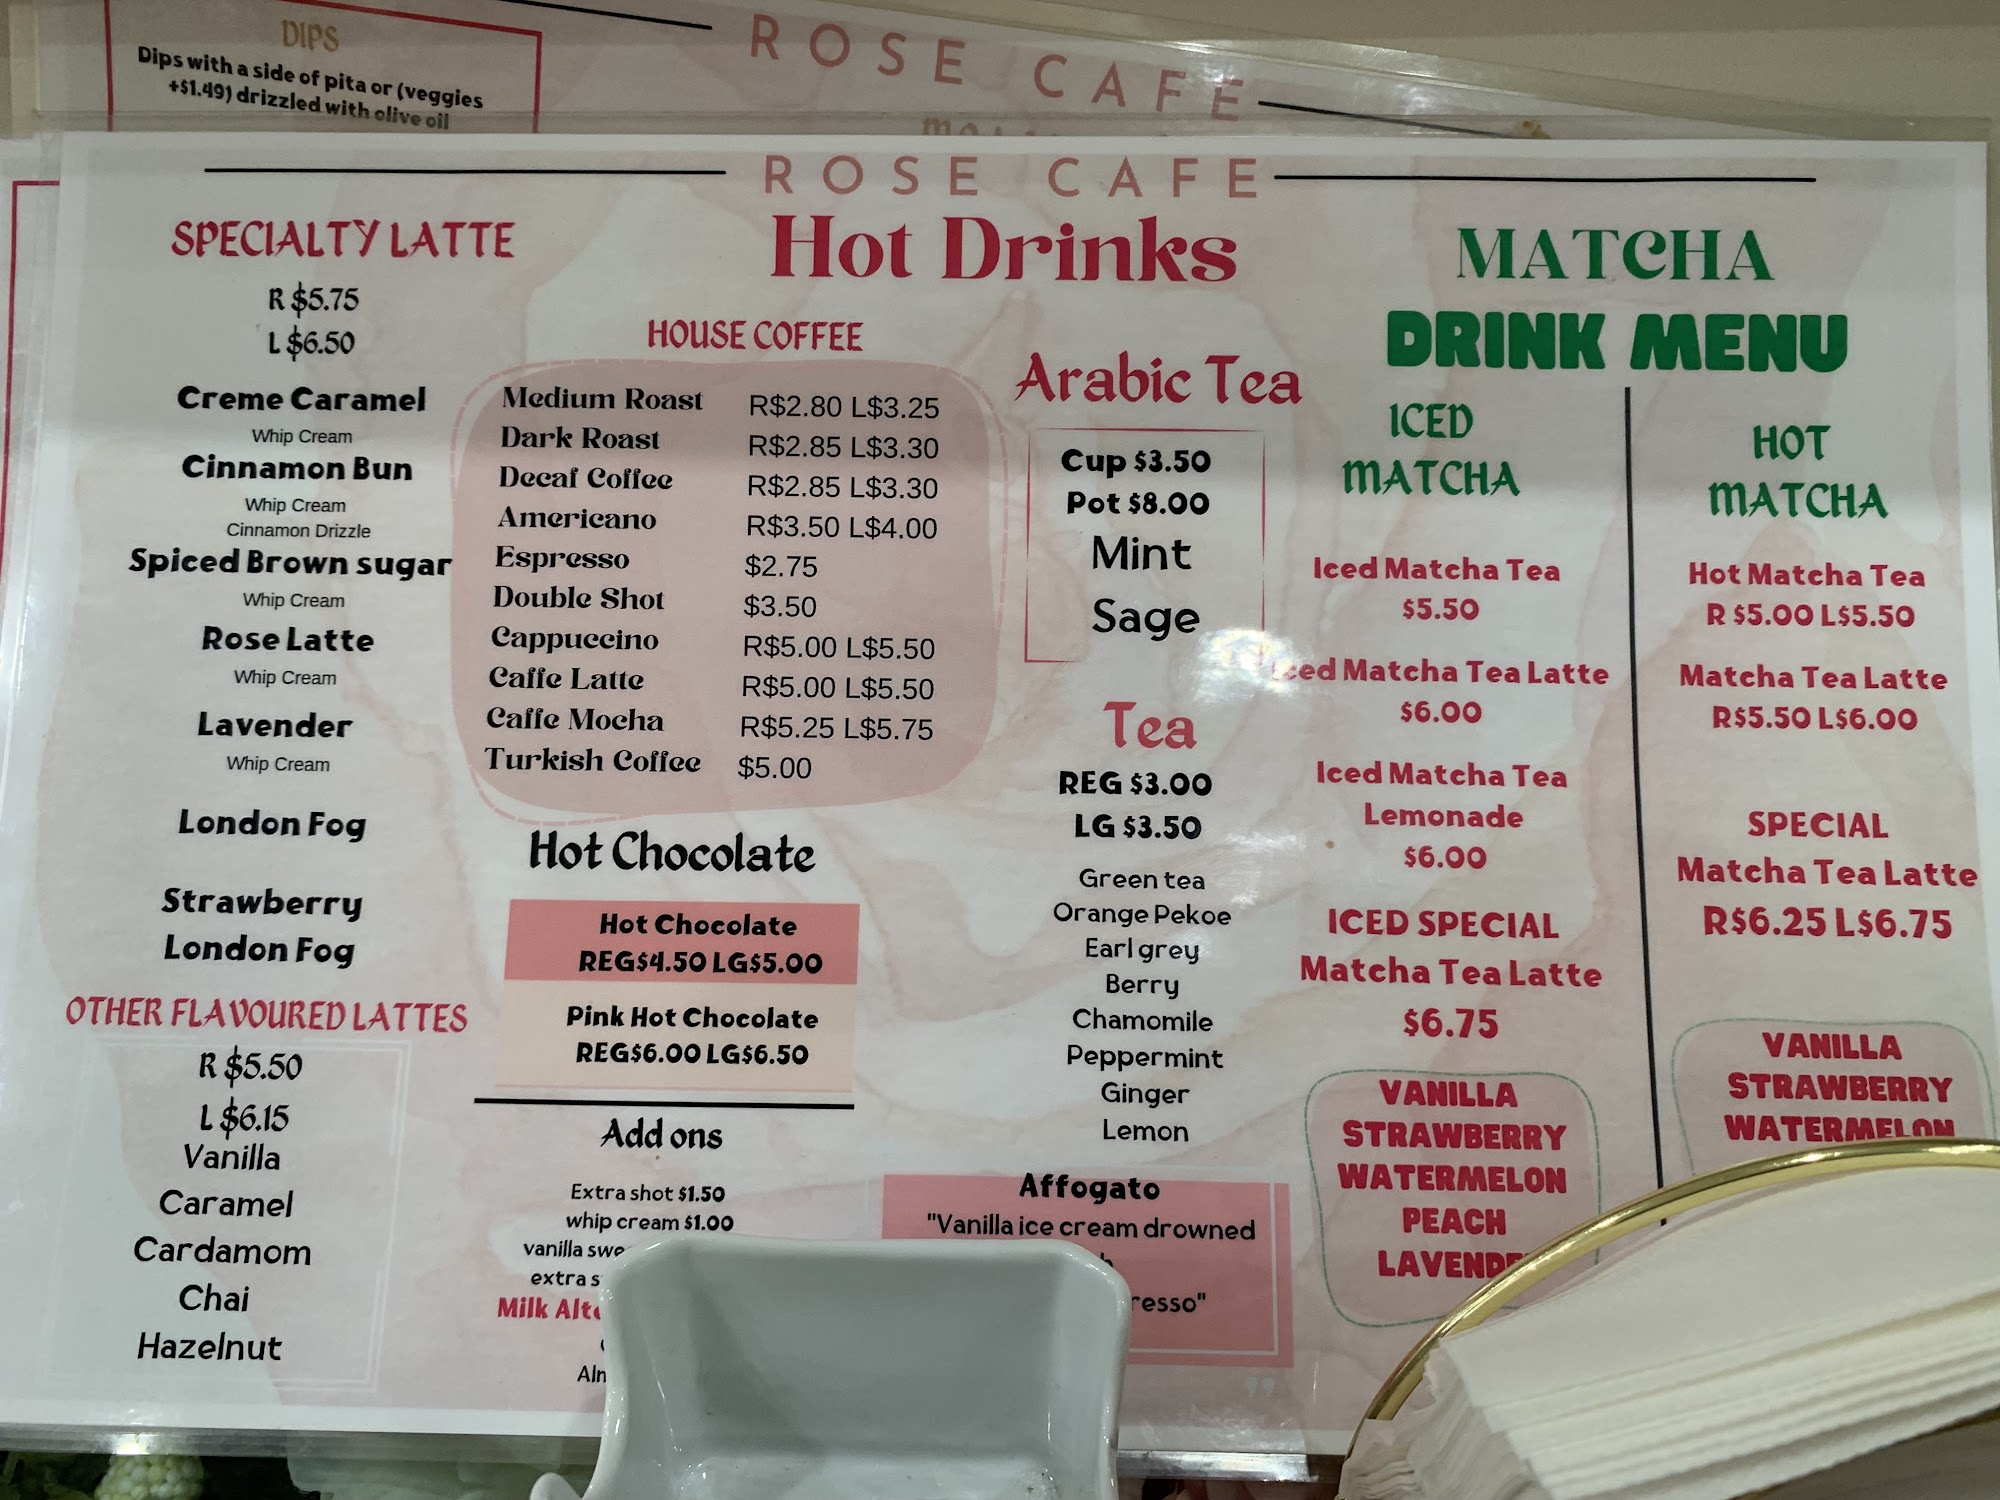 DIPS
Dips with a side of pita or (veggies
+$1.49) drizzled with olive oil
ROSE CAFE
ROSE CAFE
Hot Drinks
SPECIALTY LATTE
R $5.75
L $6.50
Creme Caramel
Whip Cream
Cinnamon Bun
Whip Cream
Cinnamon Drizzle
Spiced Brown sugar
Whip Cream
Rose Latte
Whip Cream
Lavender
Whip Cream
London Fog
Strawberry
London Fog
OTHER FLAVOURED LATTES
R $5.50
L $6.15
Vanilla
Caramel
Cardamom
Chai
Hazelnut
HOUSE COFFEE
Medium Roast R$2.80 L$3.25
Dark Roast R$2.85 L$3.30
Decaf Coffee R$2.85 L$3.30
Americano R$3.50 L$4.00
Espresso $2.75
Double Shot $3.50
Cappuccino R$5.00 L$5.50
Caffe Latte R$5.00 L$5.50
Caffe Mocha R$5.25 L$5.75
Turkish Coffee $5.00
Hot Chocolate
Hot Chocolate
REG$4.50 LG$5.00
Pink Hot Chocolate
REG$6.00 LG$6.50
Add ons
Extra shot $1.50
whip cream $1.00
vanilla
extra
Milk
Arabic Tea
Cup $3.50
Pot $8.00
Mint
Sage
Tea
REG $3.00
LG $3.50
Green tea
Orange Pekoe
Earl grey
Berry
Chamomile
Peppermint
Ginger
Lemon
Affogato
"Vanilla ice cream drowned
MATCHA
DRINK MENU
ICED
MATCHA
Iced Matcha Tea
$5.50
Iced Matcha Tea Latte
$6.00
Iced Matcha Tea
Lemonade
$6.00
ICED SPECIAL
Matcha Tea Latte
$6.75
VANILLA
STRAWBERRY
WATERMELON
PEACH
LAVENDER
HOT
MATCHA
Hot Matcha Tea
R $5.00 L$5.50
Matcha Tea Latte
R$5.50 L$6.00
SPECIAL
Matcha Tea Latte
R$6.25 L$6.75
VANILLA
STRAWBERRY
WATERMELON